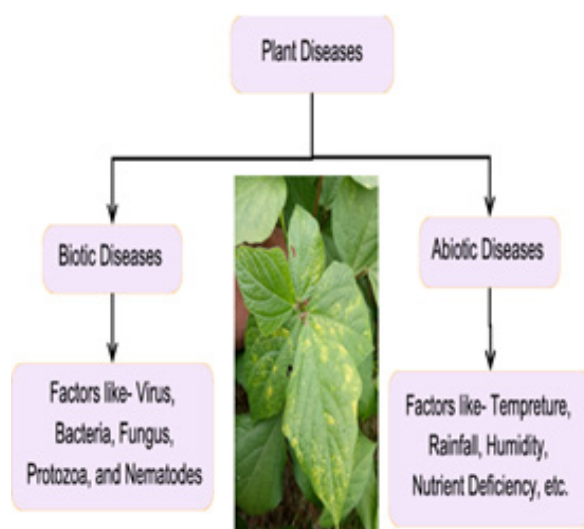 Plant Diseases
Biotic Diseases
Abiotic Diseases
Factors like- Virus,
Bacteria, Fungus,
Protozoa, and Nematodes
Factors like- Tempreture,
Rainfall, Humidity,
Nutrient Deficiency, etc.